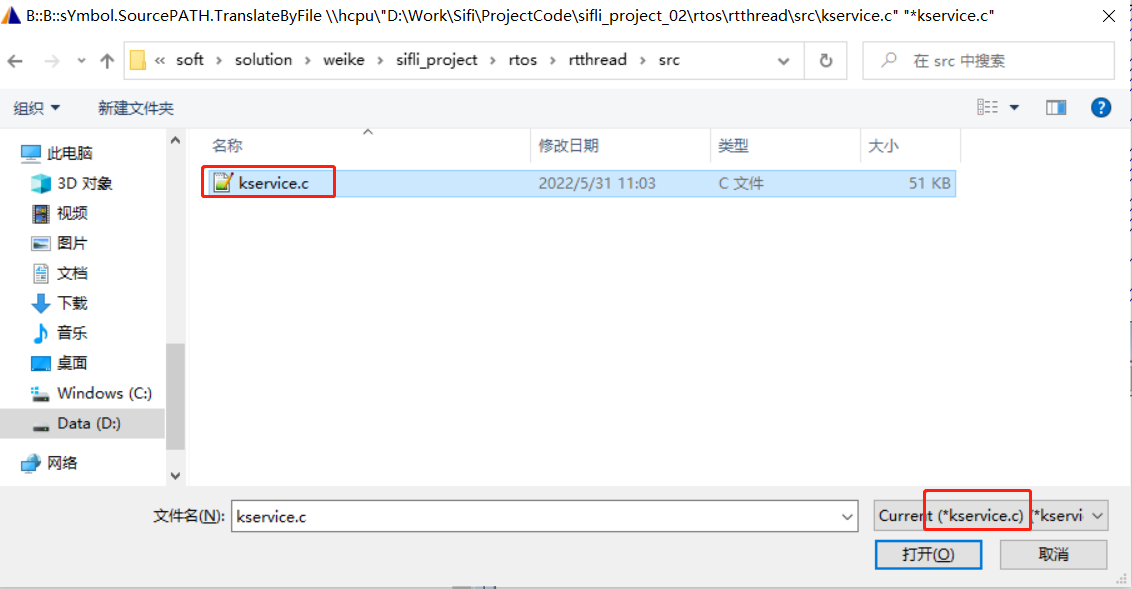 B::B::sYmbol.SourcePATH.TranslateByFile \\hcpu\"D:\Work\Sifi\ProjectCode\sifli_project_02\rtos\rtthread\src\kservice.c" "*kservice.c"
« soft › solution › weike › sifli_project › rtos › rtthread › src
在 src 中搜索
组织 新建文件夹
名称 修改日期 类型 大小
kservice.c 2022/5/31 11:03 C 文件 51 KB
此电脑
3D 对象
视频
图片
文档
下载
音乐
桌面
Windows (C:)
Data (D:)
网络
文件名(N): kservice.c Current (*kservice.c) (*kservi
打开(O) 取消